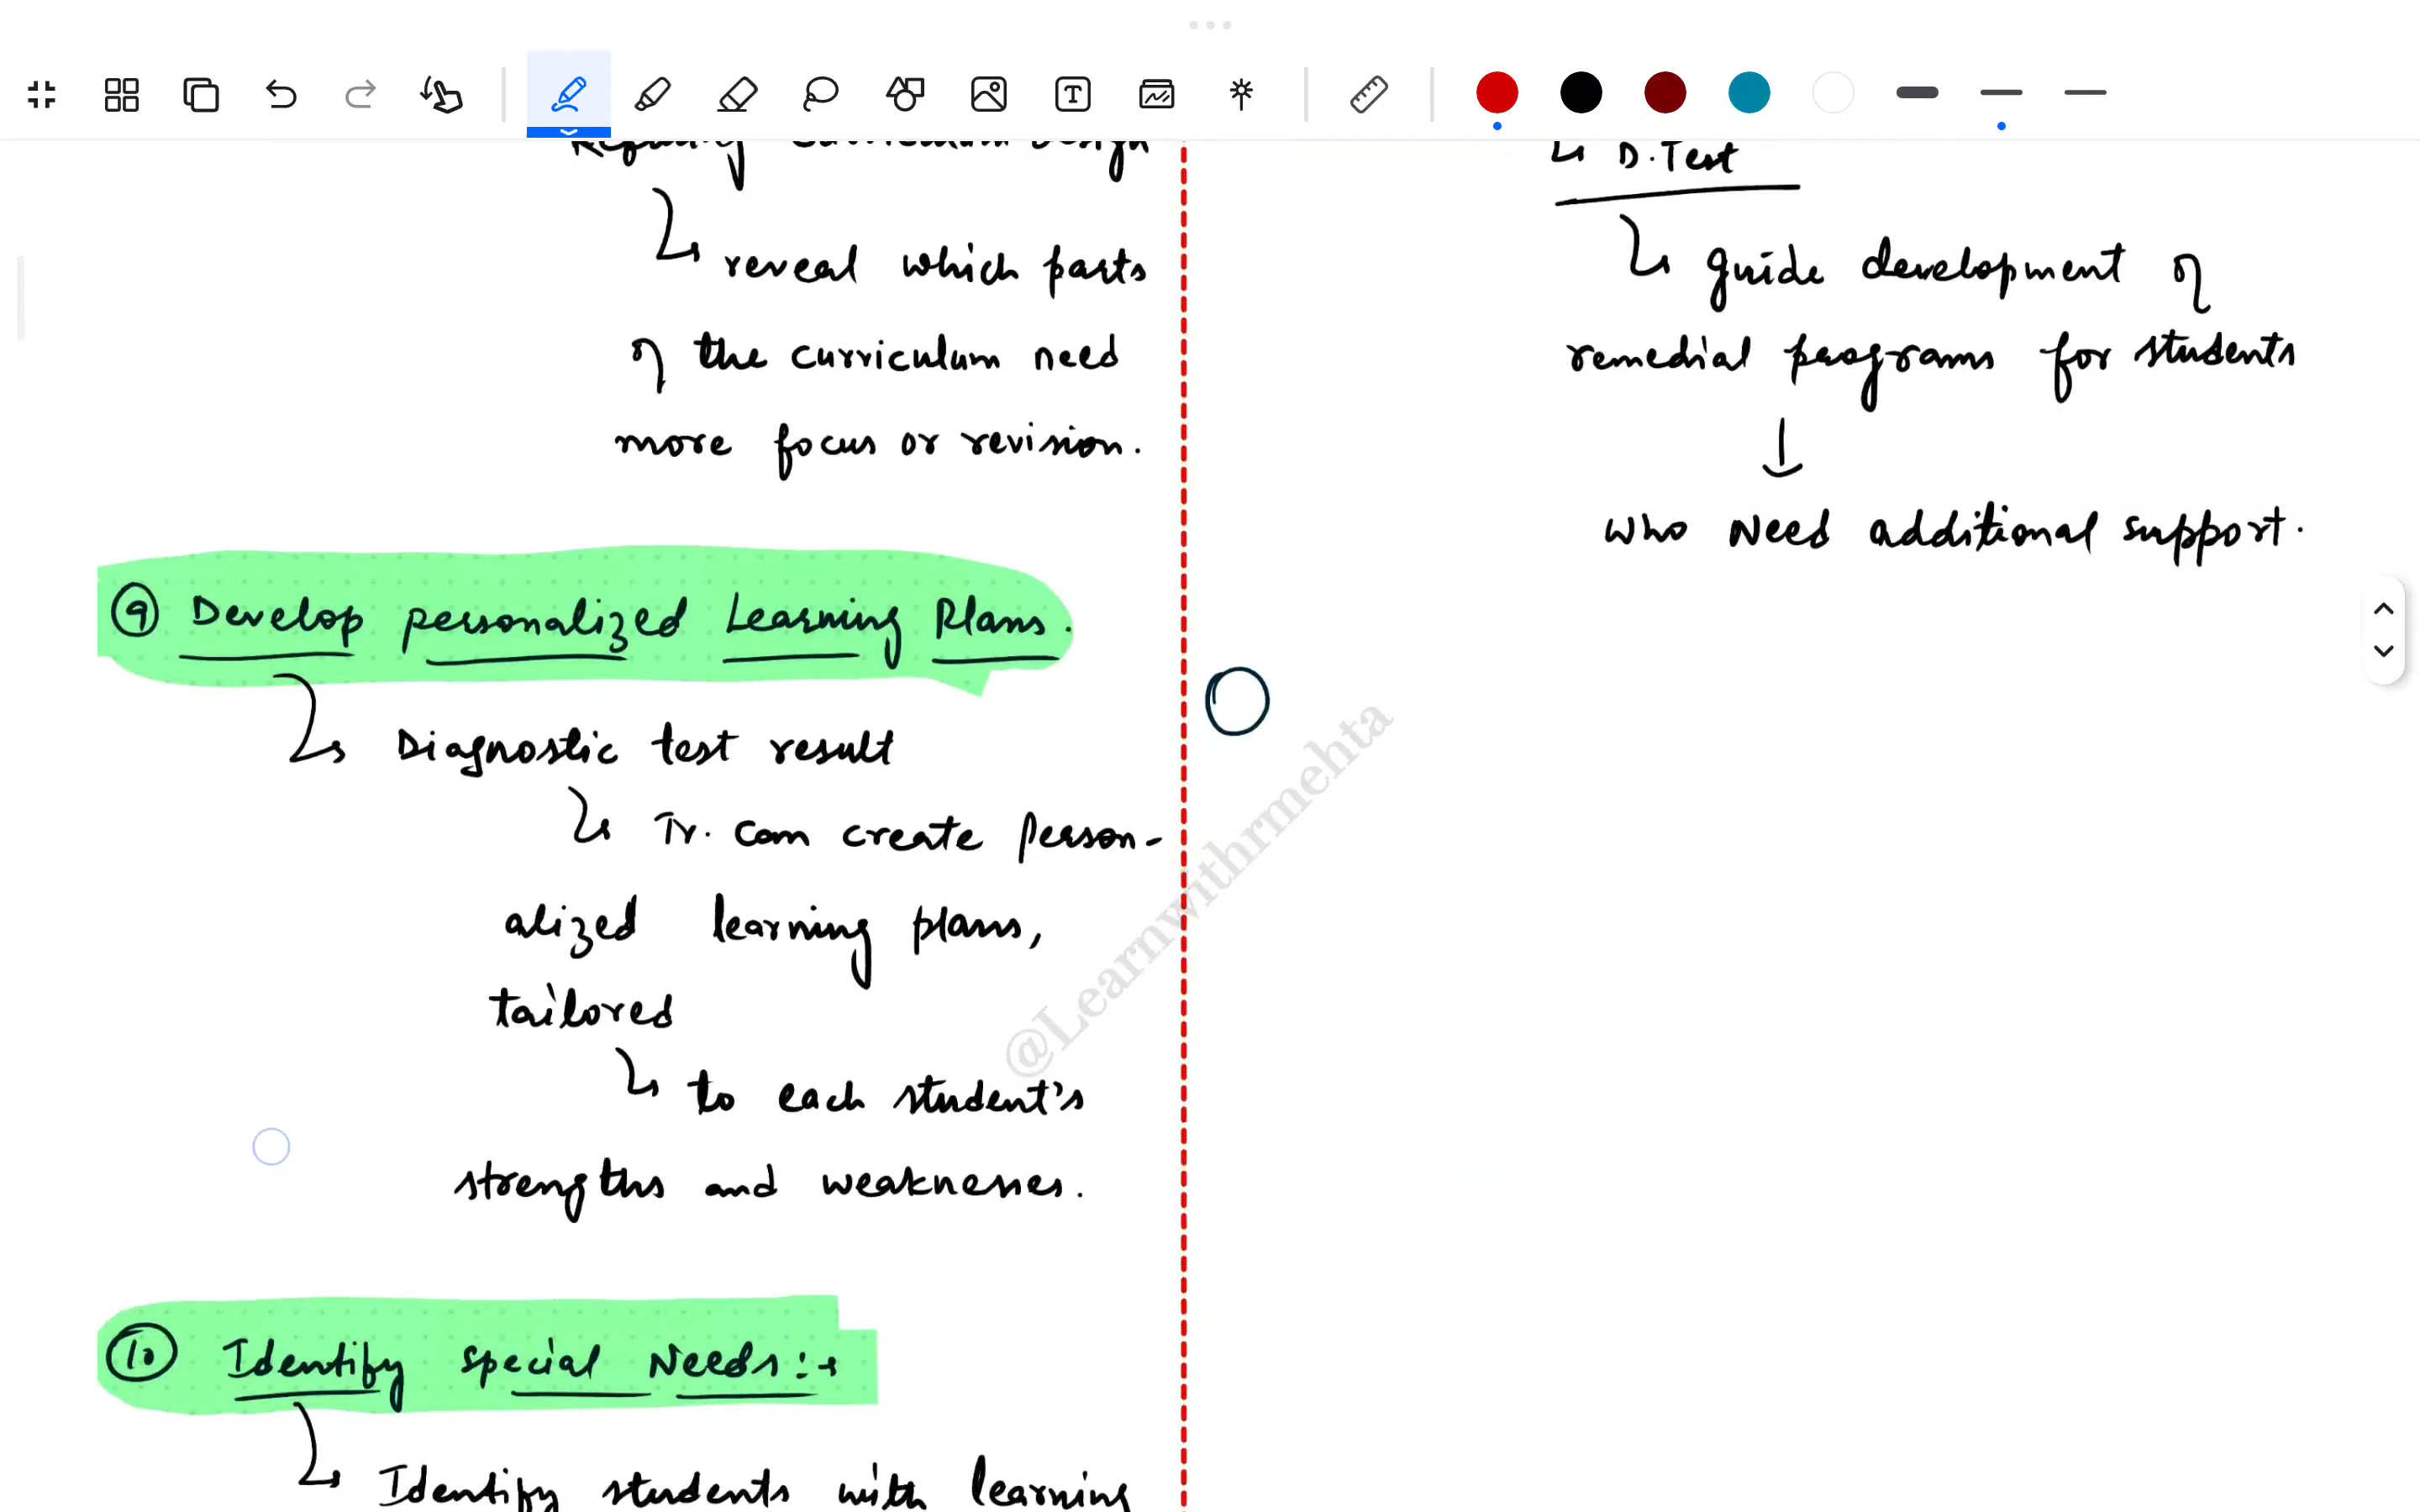 Curriculum Design
reveal which parts
of the curriculum need
more focus or revision.
⑨ Develop personalized Learning Plans.
Diagnostic test result
Tr. can create person-
alized learning plans,
tailored
to each student's
strengths and weaknesses.
⑩ Identify special Needs :→
Identify students with learning
D. Test
guide development of
remedial programs for students
↓
who Need additional support.
@Learnwithrmehta